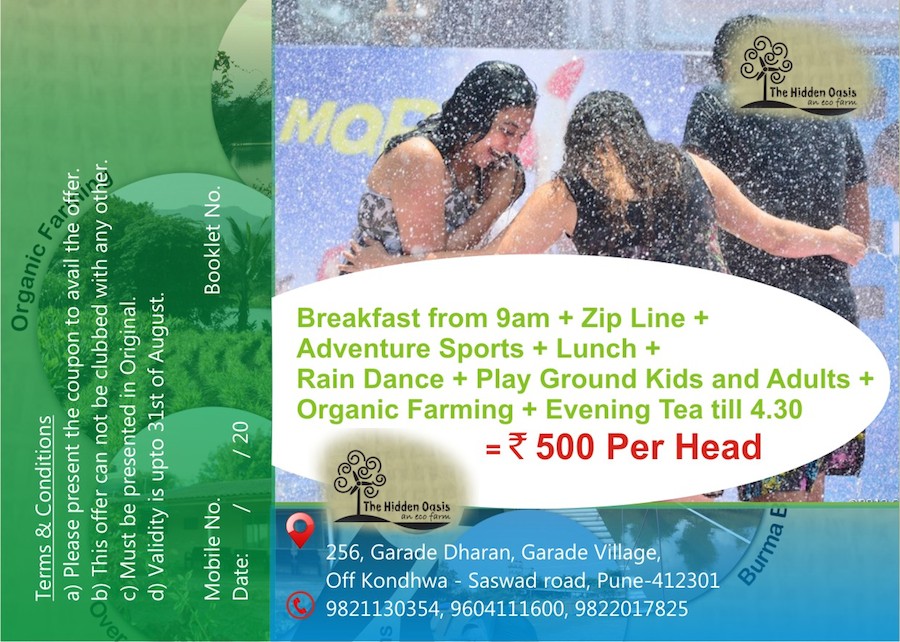 Terms & Conditions
a) Please present the coupon to avail the offer.
b) This offer can not be clubbed with any other.
c) Must be presented in Original.
d) Validity is upto 31st of August.
Mobile No.
Booklet No.
Date: / / 20
Organic Farming
Over
The Hidden Oasis
an eco farm
Breakfast from 9am + Zip Line +
Adventure Sports + Lunch +
Rain Dance + Play Ground Kids and Adults +
Organic Farming + Evening Tea till 4.30
= ₹ 500 Per Head
The Hidden Oasis
an eco farm
256, Garade Dharan, Garade Village,
Off Kondhwa - Saswad road, Pune-412301
9821130354, 9604111600, 9822017825
Burma